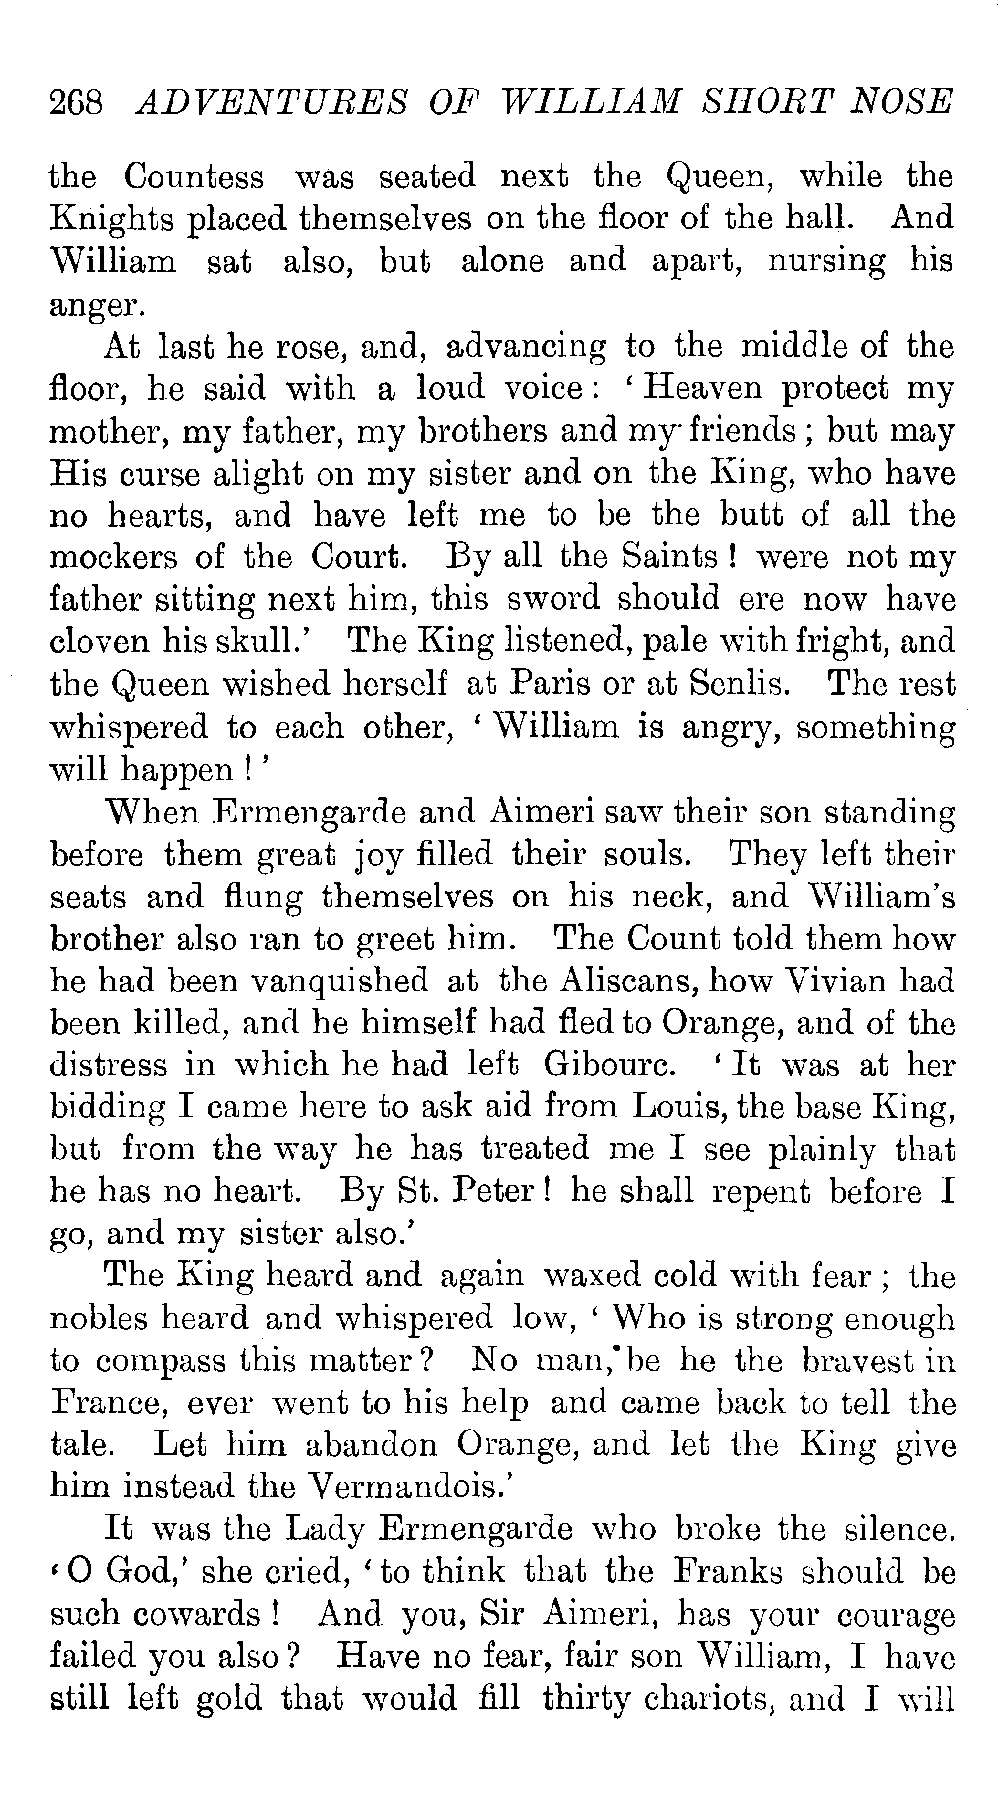 268 ADVENTURES OF WILLIAM SHORT NOSE
the Countess was seated next the Queen, while the
Knights placed themselves on the floor of the hall. And
William sat also, but alone and apart, nursing his
anger.
At last he rose, and, advancing to the middle of the
floor, he said with a loud voice: ‘Heaven protect my
mother, my father, my brothers and my friends; but may
His curse alight on my sister and on the King, who have
no hearts, and have left me to be the butt of all the
mockers of the Court. By all the Saints! were not my
father sitting next him, this sword should ere now have
cloven his skull.’ The King listened, pale with fright, and
the Queen wished herself at Paris or at Senlis. The rest
whispered to each other, ‘William is angry, something
will happen!’
When Ermengarde and Aimeri saw their son standing
before them great joy filled their souls. They left their
seats and flung themselves on his neck, and William's
brother also ran to greet him. The Count told them how
he had been vanquished at the Aliscans, how Vivian had
been killed, and he himself had fled to Orange, and of the
distress in which he had left Gibourc. ‘It was at her
bidding I came here to ask aid from Louis, the base King,
but from the way he has treated me I see plainly that
he has no heart. By St. Peter! he shall repent before I
go, and my sister also.’
The King heard and again waxed cold with fear; the
nobles heard and whispered low, ‘Who is strong enough
to compass this matter? No man, be he the bravest in
France, ever went to his help and came back to tell the
tale. Let him abandon Orange, and let the King give
him instead the Vermandois.’
It was the Lady Ermengarde who broke the silence.
‘O God,’ she cried, ‘to think that the Franks should be
such cowards! And you, Sir Aimeri, has your courage
failed you also? Have no fear, fair son William, I have
still left gold that would fill thirty chariots, and I will